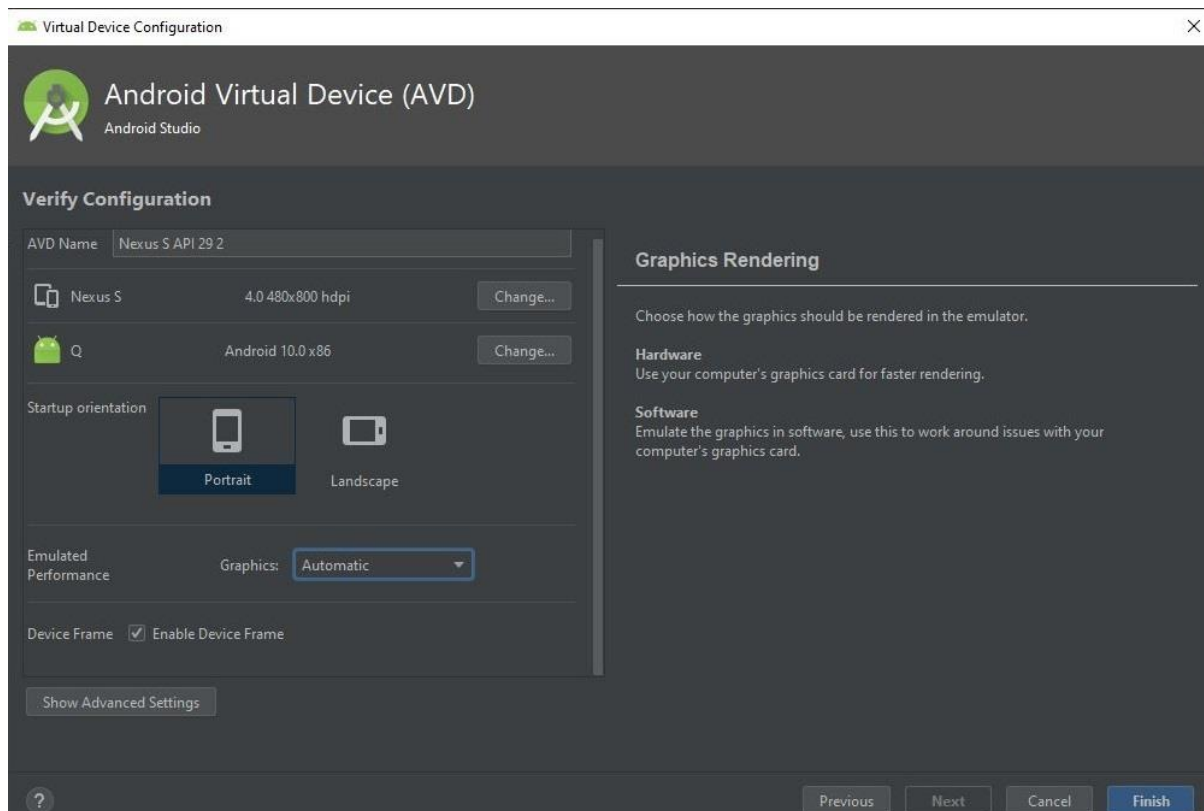 Virtual Device Configuration
Android Virtual Device (AVD)
Android Studio
Verify Configuration
AVD Name Nexus S API 29 2
Nexus S 4.0 480x800 hdpi Change...
Q Android 10.0 x86 Change...
Startup orientation
Portrait
Landscape
Emulated
Performance
Graphics: Automatic
Device Frame Enable Device Frame
Show Advanced Settings
Graphics Rendering
Choose how the graphics should be rendered in the emulator.
Hardware
Use your computer's graphics card for faster rendering.
Software
Emulate the graphics in software, use this to work around issues with your
computer's graphics card.
? Previous Next Cancel Finish